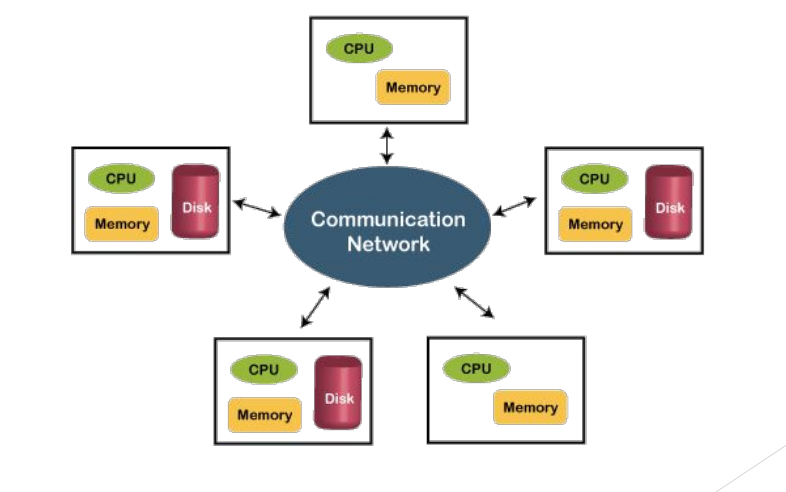 CPU
Memory
CPU
Memory
Disk
Communication
Network
CPU
Memory
Disk
CPU
Memory
Disk
CPU
Memory